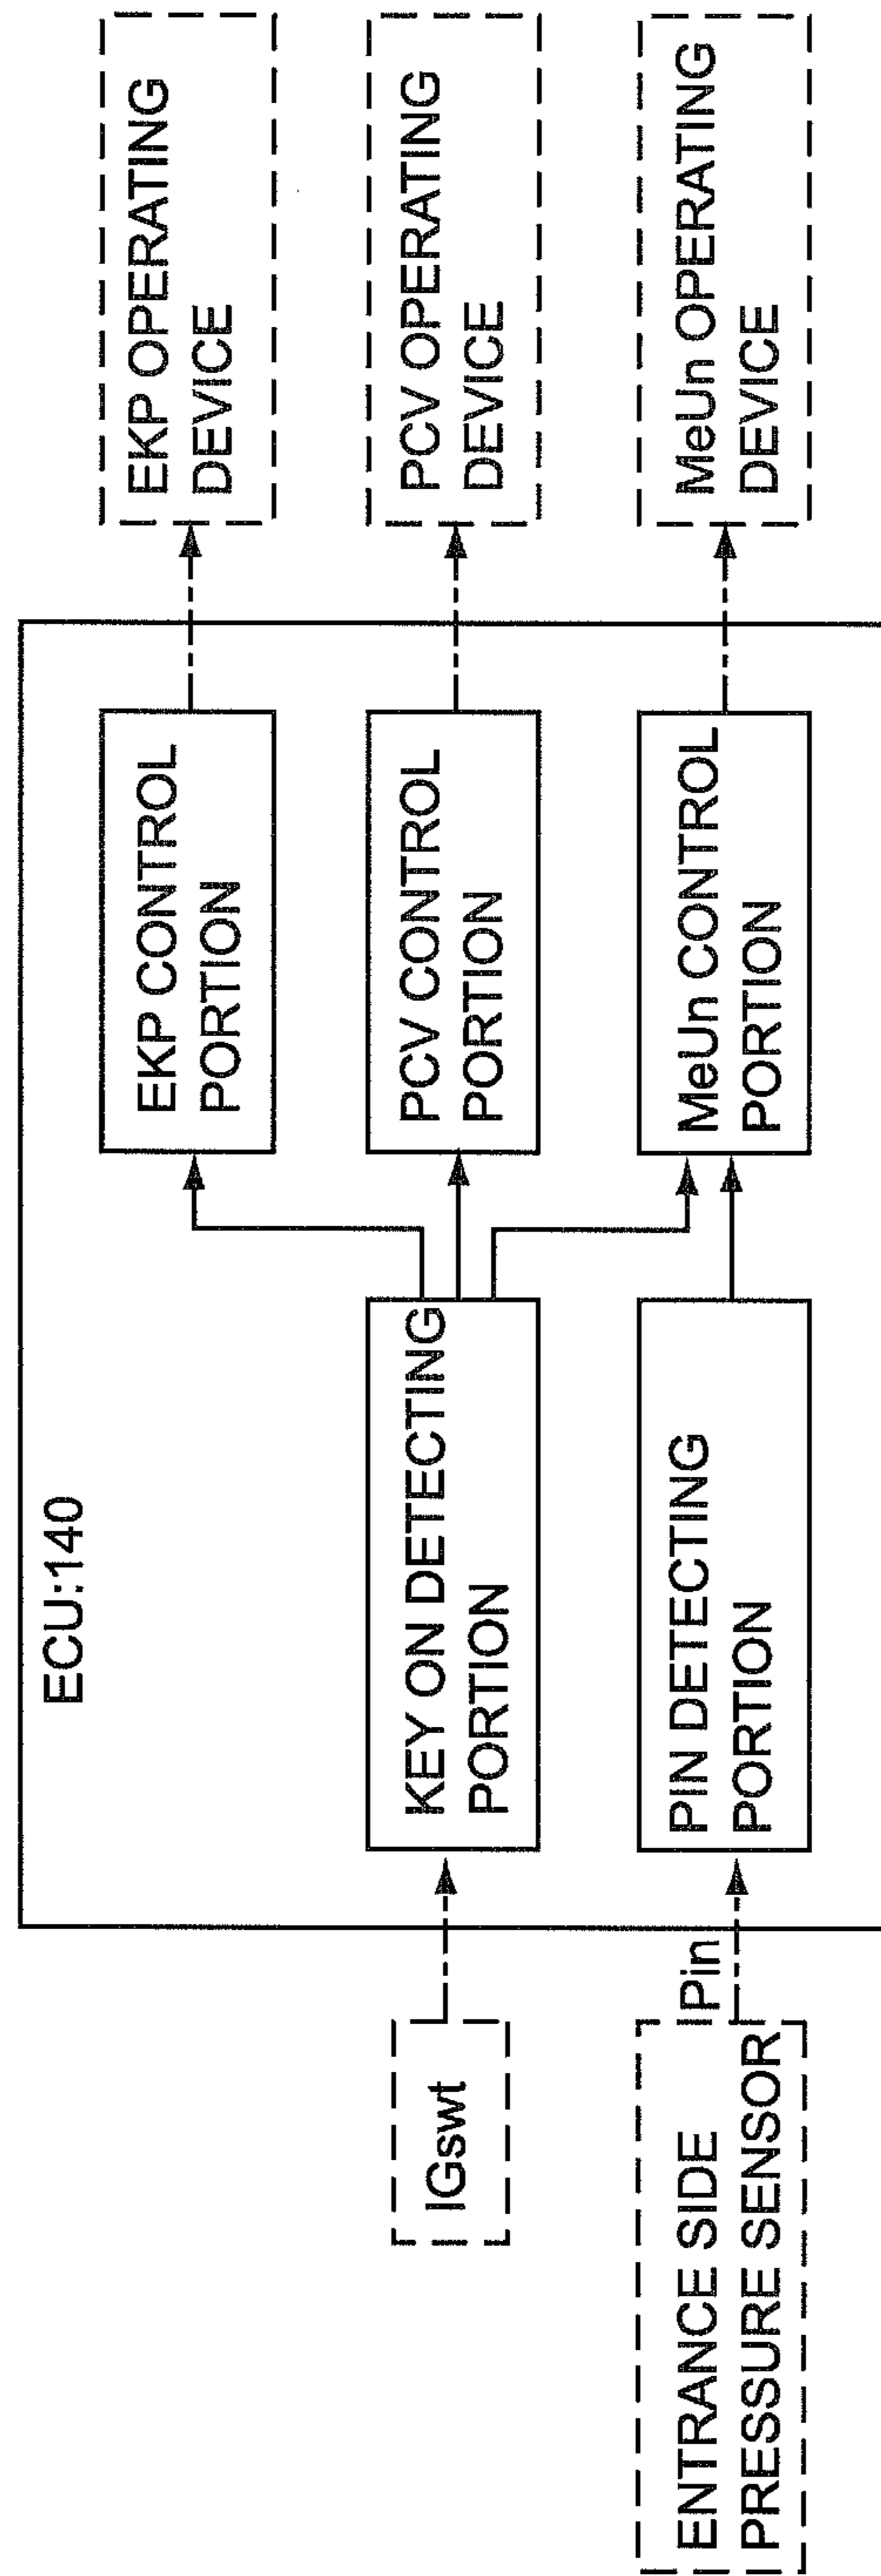 ECU:140
EKP CONTROL
PORTION
EKP OPERATING
DEVICE
IGswt
KEY ON DETECTING
PORTION
PCV CONTROL
PORTION
PCV OPERATING
DEVICE
ENTRANCE SIDE
PRESSURE SENSOR
Pin
PIN DETECTING
PORTION
MeUn CONTROL
PORTION
MeUn OPERATING
DEVICE